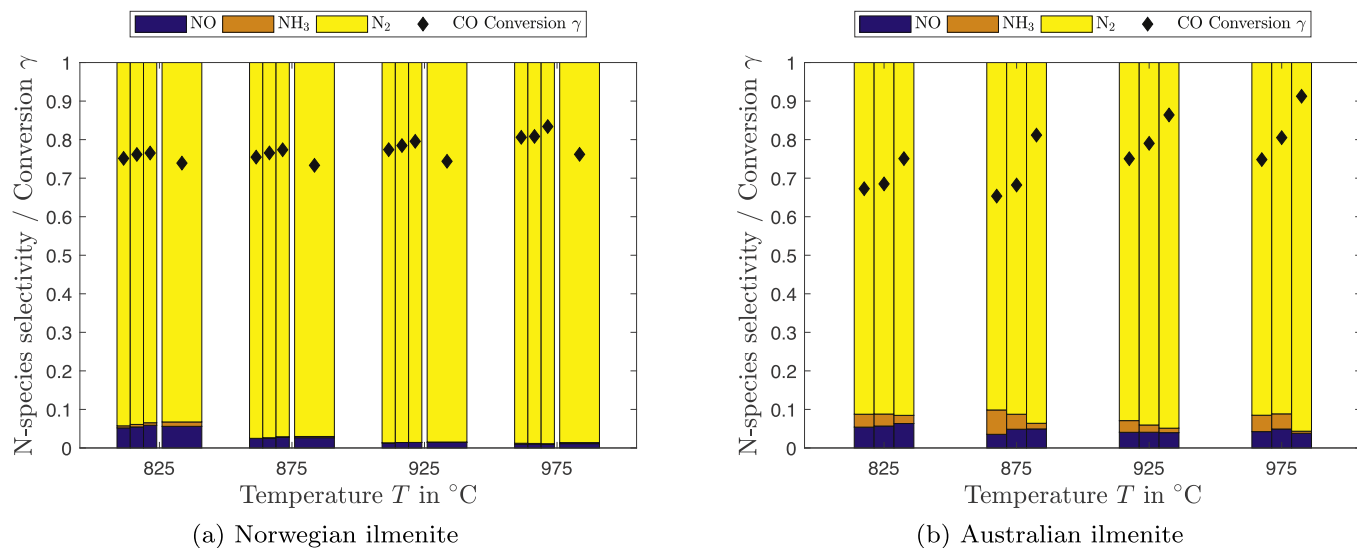 NO NH₃ N₂ CO Conversion γ
N-species selectivity / Conversion γ
1
0.9
0.8
0.7
0.6
0.5
0.4
0.3
0.2
0.1
0
825 875 925 975
Temperature T in °C
(a) Norwegian ilmenite
NO NH₃ N₂ CO Conversion γ
N-species selectivity / Conversion γ
1
0.9
0.8
0.7
0.6
0.5
0.4
0.3
0.2
0.1
0
825 875 925 975
Temperature T in °C
(b) Australian ilmenite